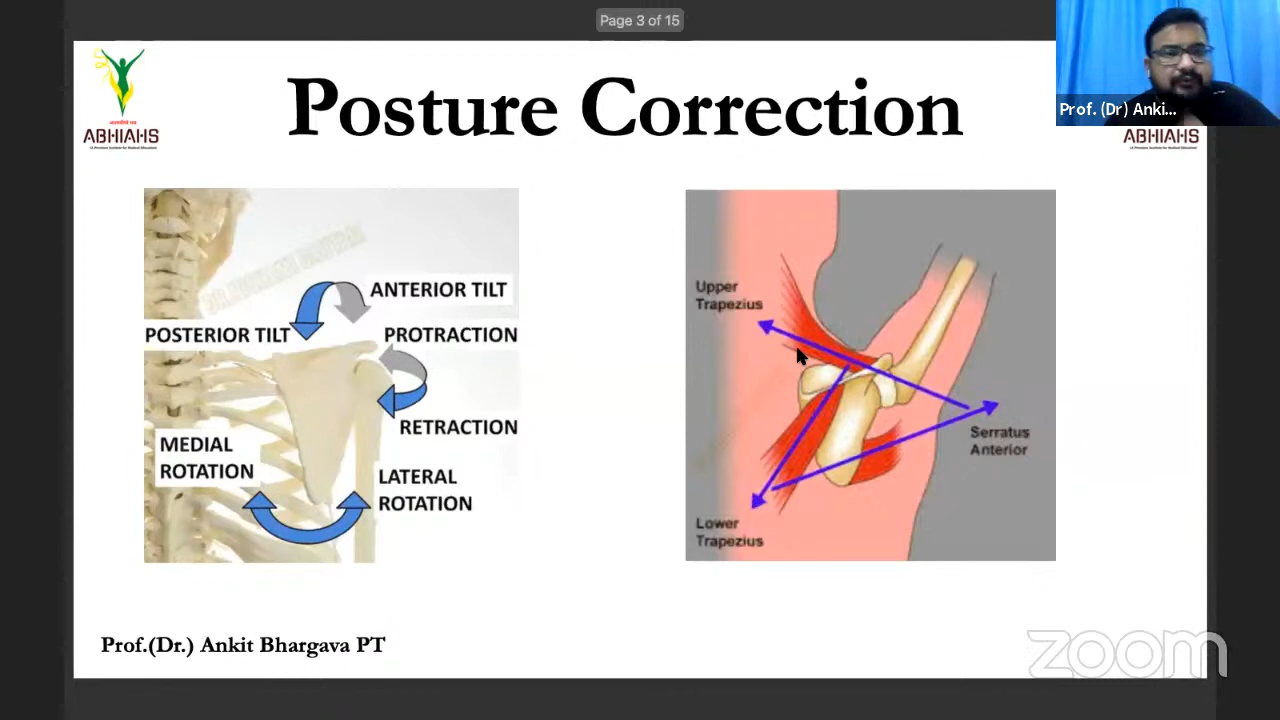 Page 3 of 15
Posture Correction
Prof. (Dr) Anki...
ABHIAHS
ABHIAHS
ANTERIOR TILT
POSTERIOR TILT
PROTRACTION
RETRACTION
MEDIAL
ROTATION
LATERAL
ROTATION
Upper
Trapezius
Serratus
Anterior
Lower
Trapezius
Prof.(Dr.) Ankit Bhargava PT
zoom